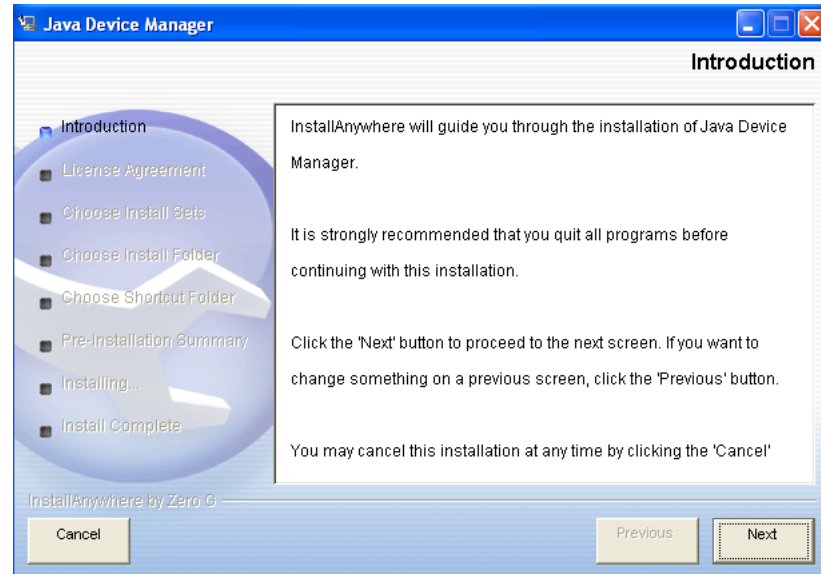 Java Device Manager
Introduction
Introduction
License Agreement
Choose Install Sets
Choose Install Folder
Choose Shortcut Folder
Pre-Installation Summary
Installing...
Install Complete
InstallAnywhere will guide you through the installation of Java Device
Manager.
It is strongly recommended that you quit all programs before
continuing with this installation.
Click the 'Next' button to proceed to the next screen. If you want to
change something on a previous screen, click the 'Previous' button.
You may cancel this installation at any time by clicking the 'Cancel'
InstallAnywhere by Zero G
Cancel
Previous
Next